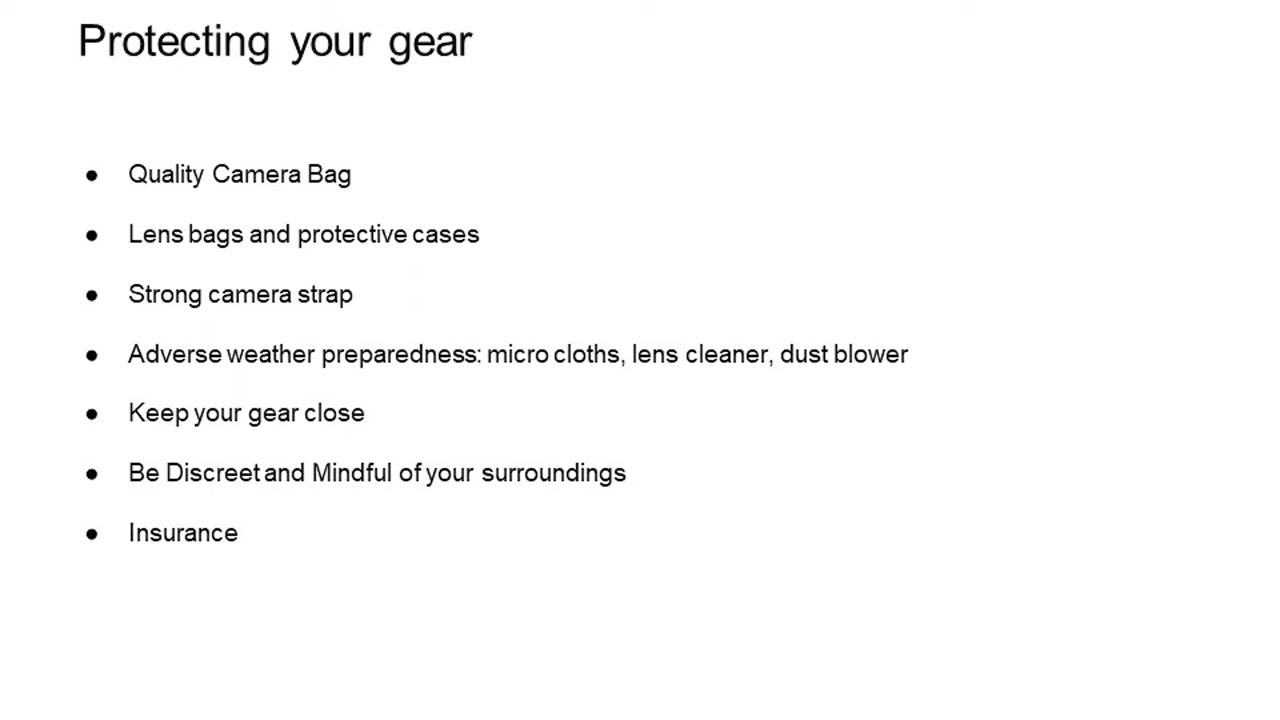 Protecting your gear
● Quality Camera Bag
● Lens bags and protective cases
● Strong camera strap
● Adverse weather preparedness: micro cloths, lens cleaner, dust blower
● Keep your gear close
● Be Discreet and Mindful of your surroundings
● Insurance